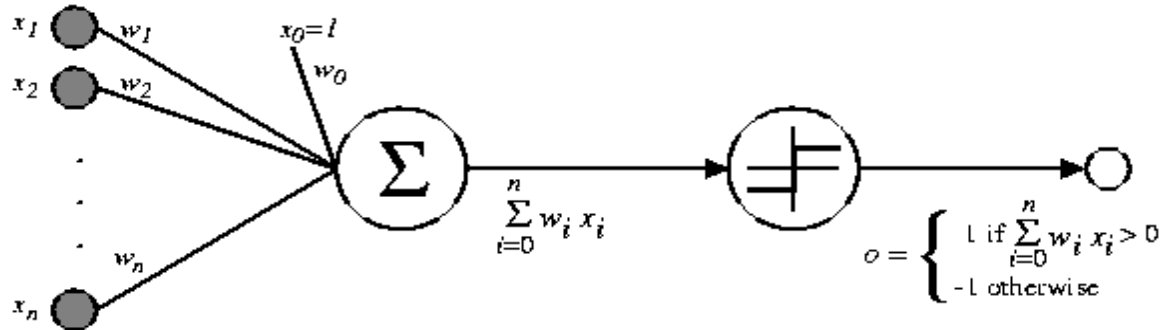 x1 w1 x0=1
w0
x2 w2
.
.
.
wn
xn
Σ
n
Σ wi xi
i=0
n
o = { 1 if Σ wi xi > 0
i=0
-1 otherwise